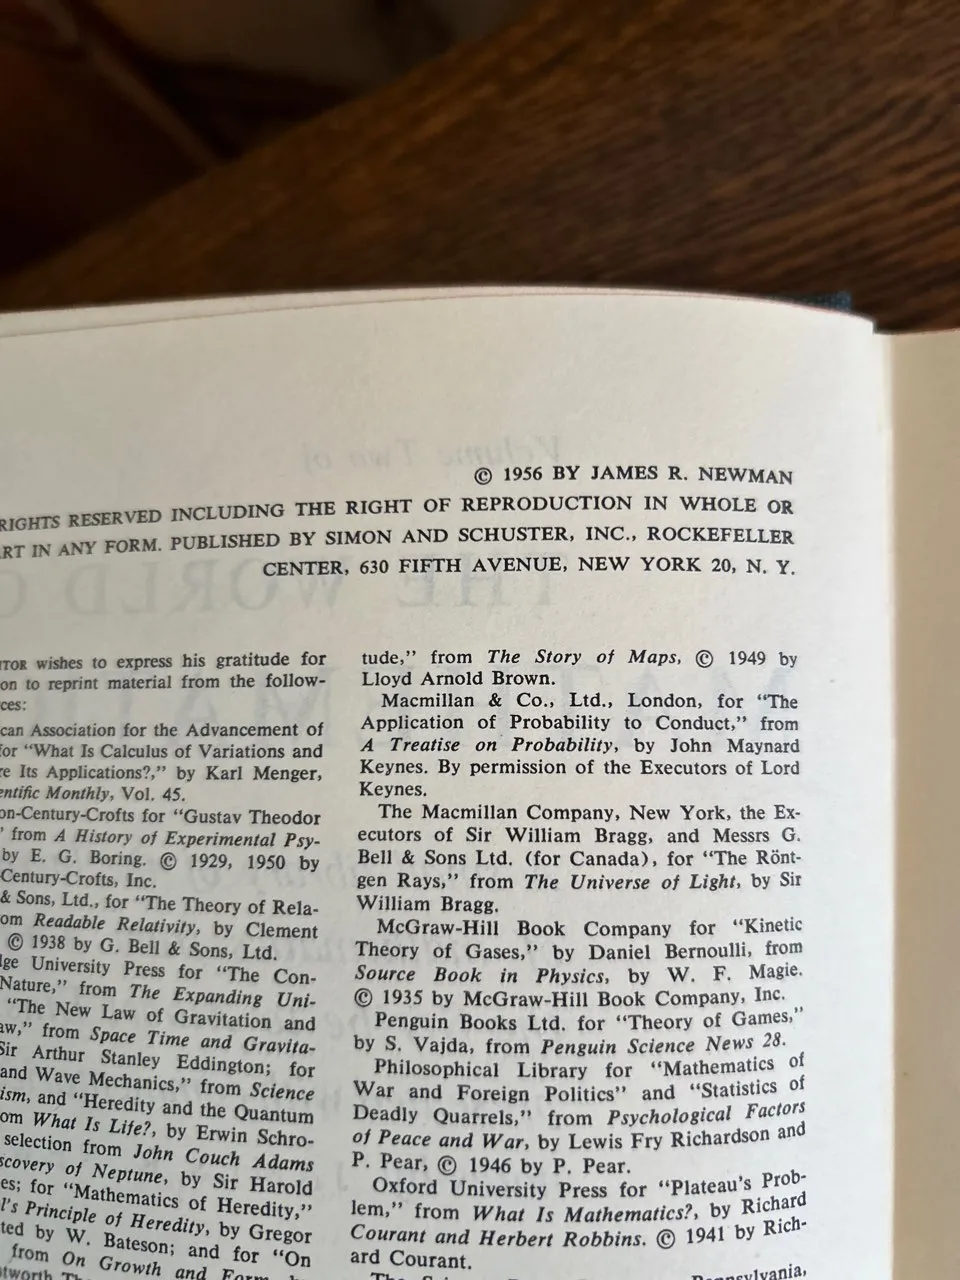 © 1956 BY JAMES R. NEWMAN
RIGHTS RESERVED INCLUDING THE RIGHT OF REPRODUCTION IN WHOLE OR
ART IN ANY FORM. PUBLISHED BY SIMON AND SCHUSTER, INC., ROCKEFELLER
CENTER, 630 FIFTH AVENUE, NEW YORK 20, N. Y.
ITOR wishes to express his gratitude for
on to reprint material from the follow-
ces:
can Association for the Advancement of
for “What Is Calculus of Variations and
e Its Applications?,” by Karl Menger,
entific Monthly, Vol. 45.
on-Century-Crofts for “Gustav Theodor
” from A History of Experimental Psy-
by E. G. Boring. © 1929, 1950 by
Century-Crofts, Inc.
& Sons, Ltd., for “The Theory of Rela-
om Readable Relativity, by Clement
© 1938 by G. Bell & Sons, Ltd.
ge University Press for “The Con-
Nature,” from The Expanding Uni-
“The New Law of Gravitation and
aw,” from Space Time and Gravita-
Sir Arthur Stanley Eddington; for
and Wave Mechanics,” from Science
ism, and “Heredity and the Quantum
om What Is Life?, by Erwin Schro-
selection from John Couch Adams
scovery of Neptune, by Sir Harold
es; for “Mathematics of Heredity,”
l's Principle of Heredity, by Gregor
ted by W. Bateson; and for “On
from On Growth and Form, by
tude,” from The Story of Maps, © 1949 by
Lloyd Arnold Brown.
Macmillan & Co., Ltd., London, for “The
Application of Probability to Conduct,” from
A Treatise on Probability, by John Maynard
Keynes. By permission of the Executors of Lord
Keynes.
The Macmillan Company, New York, the Ex-
ecutors of Sir William Bragg, and Messrs G.
Bell & Sons Ltd. (for Canada), for “The Rönt-
gen Rays,” from The Universe of Light, by Sir
William Bragg.
McGraw-Hill Book Company for “Kinetic
Theory of Gases,” by Daniel Bernoulli, from
Source Book in Physics, by W. F. Magie.
© 1935 by McGraw-Hill Book Company, Inc.
Penguin Books Ltd. for “Theory of Games,”
by S. Vajda, from Penguin Science News 28.
Philosophical Library for “Mathematics of
War and Foreign Politics” and “Statistics of
Deadly Quarrels,” from Psychological Factors
of Peace and War, by Lewis Fry Richardson and
P. Pear, © 1946 by P. Pear.
Oxford University Press for “Plateau's Prob-
lem,” from What Is Mathematics?, by Richard
Courant and Herbert Robbins. © 1941 by Rich-
ard Courant.